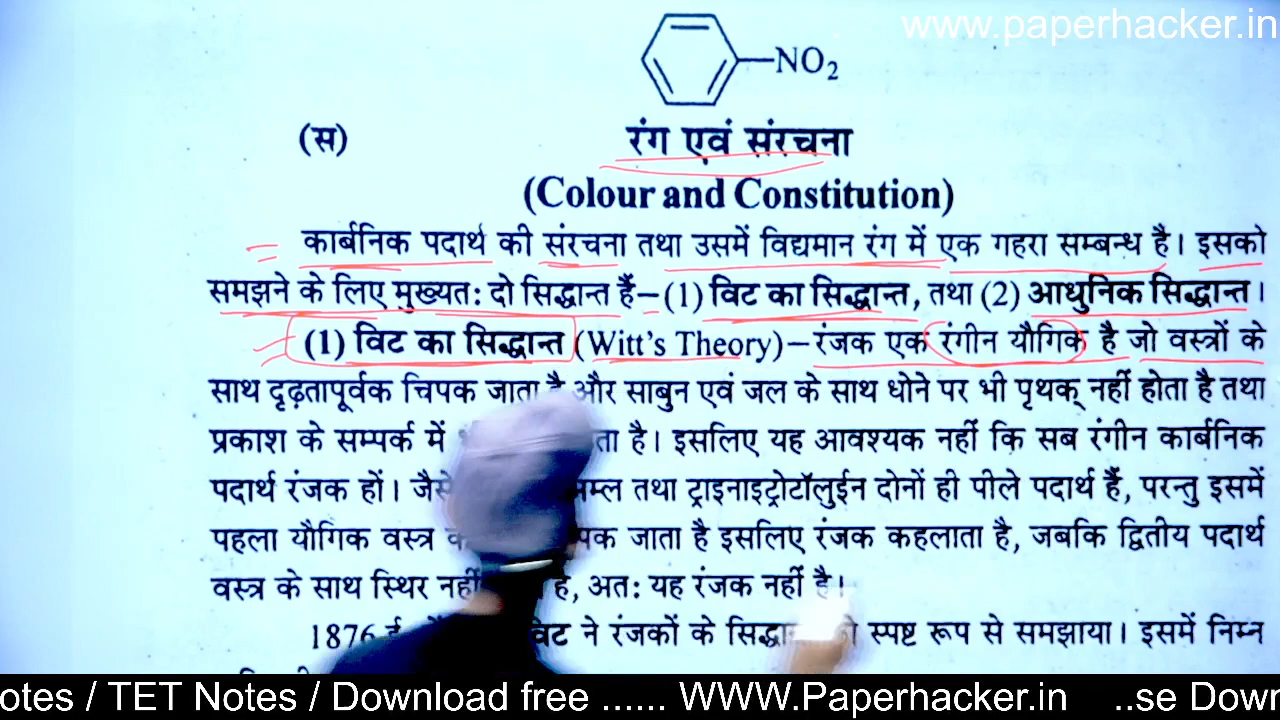 www.paperhacker.in
NO2
(स) रंग एवं संरचना
(Colour and Constitution)
कार्बनिक पदार्थ की संरचना तथा उसमें विद्यमान रंग में एक गहरा सम्बन्ध है। इसको
समझने के लिए मुख्यतः दो सिद्धान्त हैं–(1) विट का सिद्धान्त, तथा (2) आधुनिक सिद्धान्त।
(1) विट का सिद्धान्त (Witt's Theory)–रंजक एक रंगीन यौगिक है जो वस्त्रों के
साथ दृढ़तापूर्वक चिपक जाता है और साबुन एवं जल के साथ धोने पर भी पृथक् नहीं होता है तथा
प्रकाश के सम्पर्क में है। इसलिए यह आवश्यक नहीं कि सब रंगीन कार्बनिक
पदार्थ रंजक हों। तथा ट्राइनाइट्रोटॉलुईन दोनों ही पीले पदार्थ हैं, परन्तु इसमें
पहला यौगिक वस्त्र जाता है इसलिए रंजक कहलाता है, जबकि द्वितीय पदार्थ
वस्त्र के साथ स्थिर नहीं है, अतः यह रंजक नहीं है।
1876 विट ने रंजकों के स्पष्ट रूप से समझाया। इसमें निम्न
otes / TET Notes / Download free ...... WWW.Paperhacker.in ..se Down